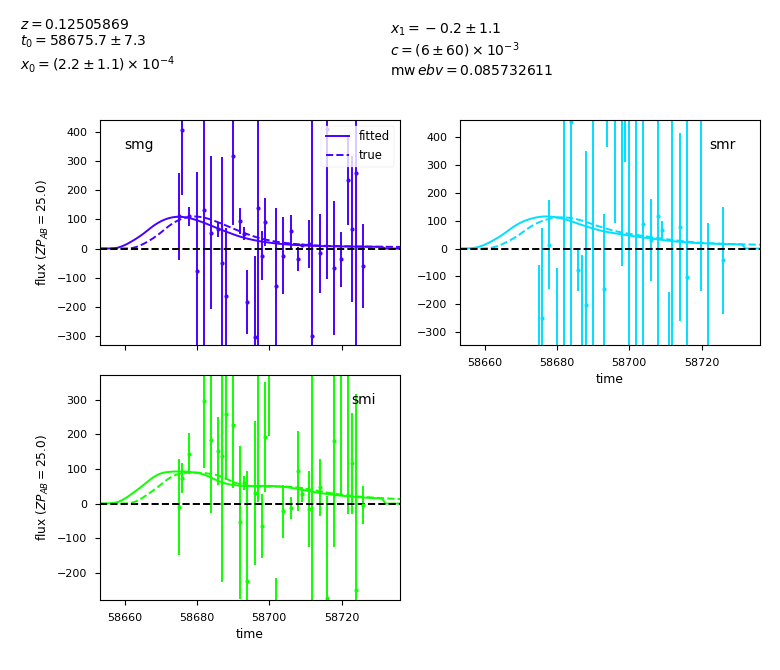 z = 0.12505869
t₀ = 58675.7 ± 7.3
x₀ = (2.2 ± 1.1) × 10⁻⁴
x₁ = −0.2 ± 1.1
c = (6 ± 60) × 10⁻³
mw ebv = 0.085732611
smg
fitted
true
400
300
200
100
0
−100
−200
−300
flux (ZP_AB = 25.0)
smr
400
300
200
100
0
−100
−200
−300
58660 58680 58700 58720
time
smi
300
200
100
0
−100
−200
flux (ZP_AB = 25.0)
58660 58680 58700 58720
time